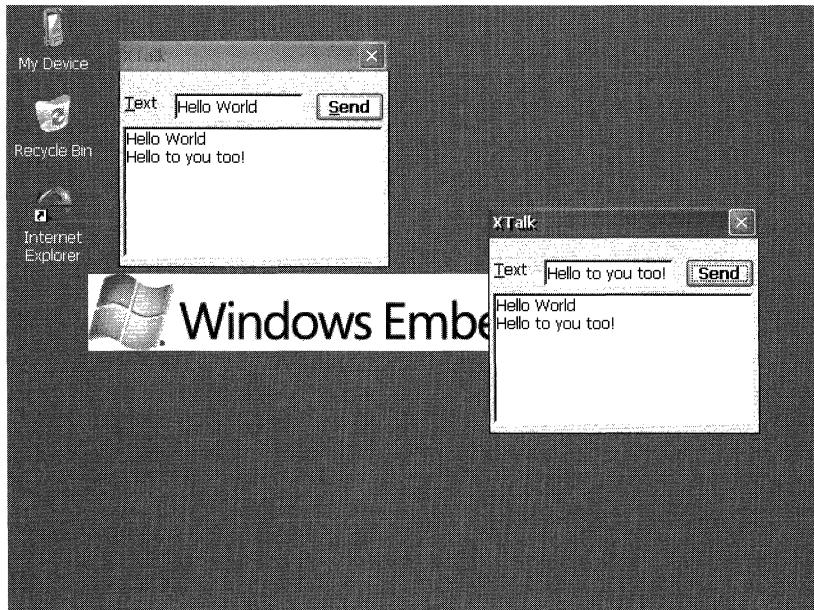 My Device
Recycle Bin
Internet
Explorer
XTalk
Text Hello World Send
Hello World
Hello to you too!
XTalk
Text Hello to you too! Send
Hello World
Hello to you too!
Windows Embe